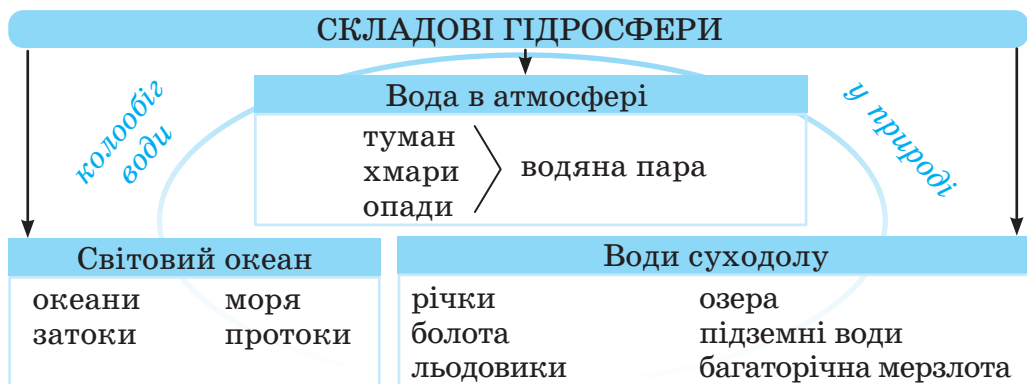 СКЛАДОВІ ГІДРОСФЕРИ
колообіг
води
у природі
Вода в атмосфері
туман
хмари
опади
водяна пара
Світовий океан
океани моря
затоки протоки
Води суходолу
річки озера
болота підземні води
льодовики багаторічна мерзлота